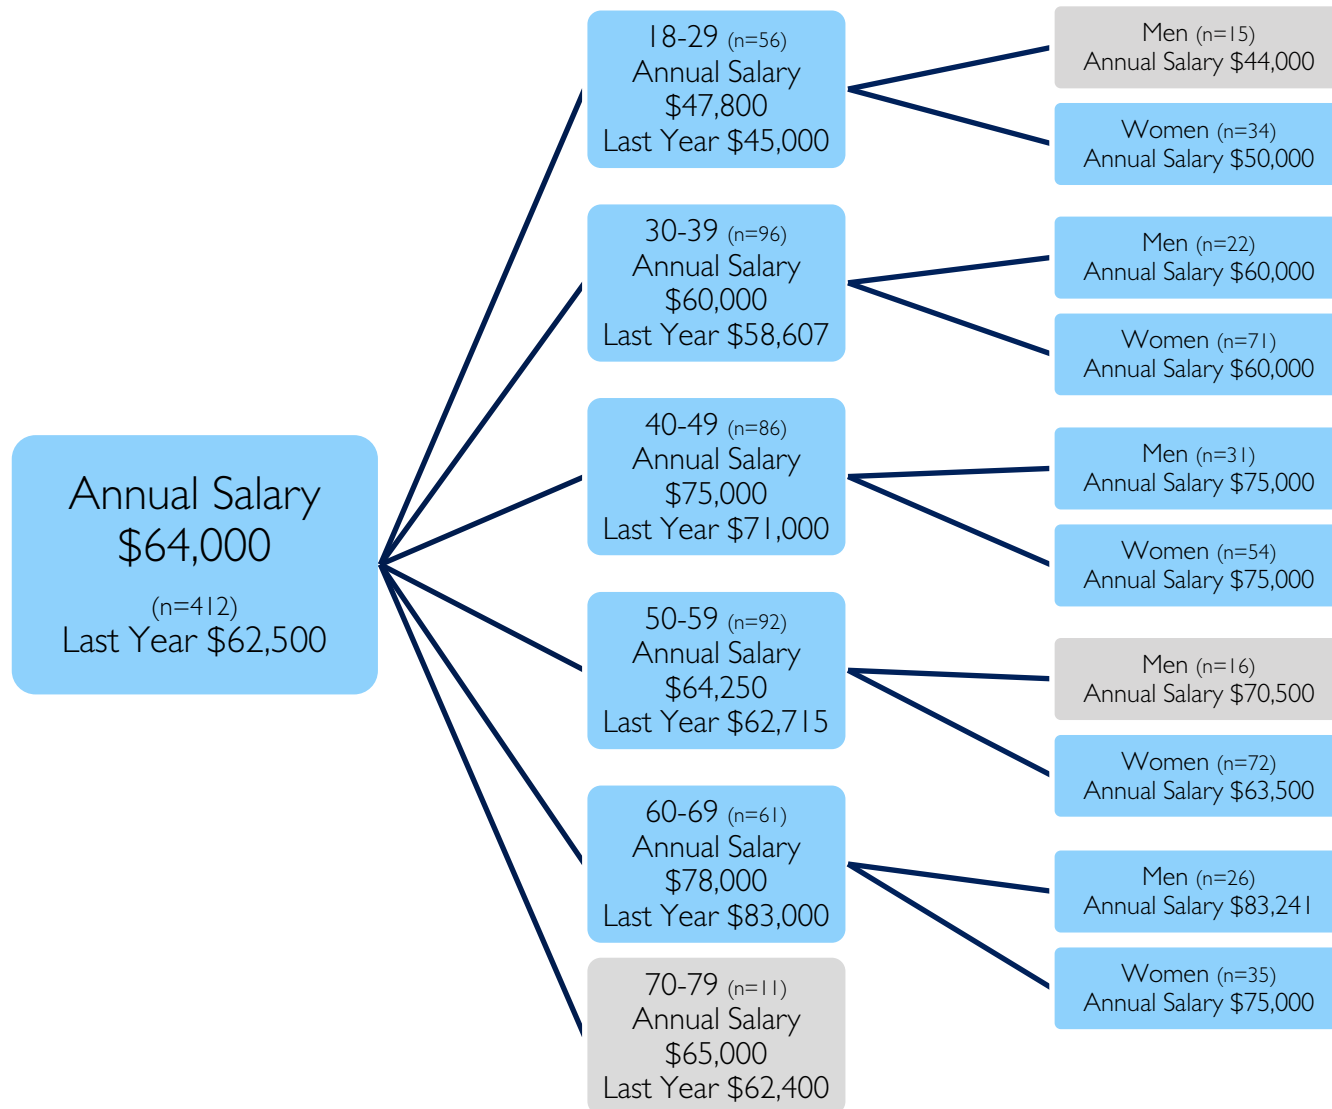 Annual Salary
$64,000
(n=412)
Last Year $62,500
18-29 (n=56)
Annual Salary
$47,800
Last Year $45,000
Men (n=15)
Annual Salary $44,000
Women (n=34)
Annual Salary $50,000
30-39 (n=96)
Annual Salary
$60,000
Last Year $58,607
Men (n=22)
Annual Salary $60,000
Women (n=71)
Annual Salary $60,000
40-49 (n=86)
Annual Salary
$75,000
Last Year $71,000
Men (n=31)
Annual Salary $75,000
Women (n=54)
Annual Salary $75,000
50-59 (n=92)
Annual Salary
$64,250
Last Year $62,715
Men (n=16)
Annual Salary $70,500
Women (n=72)
Annual Salary $63,500
60-69 (n=61)
Annual Salary
$78,000
Last Year $83,000
Men (n=26)
Annual Salary $83,241
Women (n=35)
Annual Salary $75,000
70-79 (n=11)
Annual Salary
$65,000
Last Year $62,400